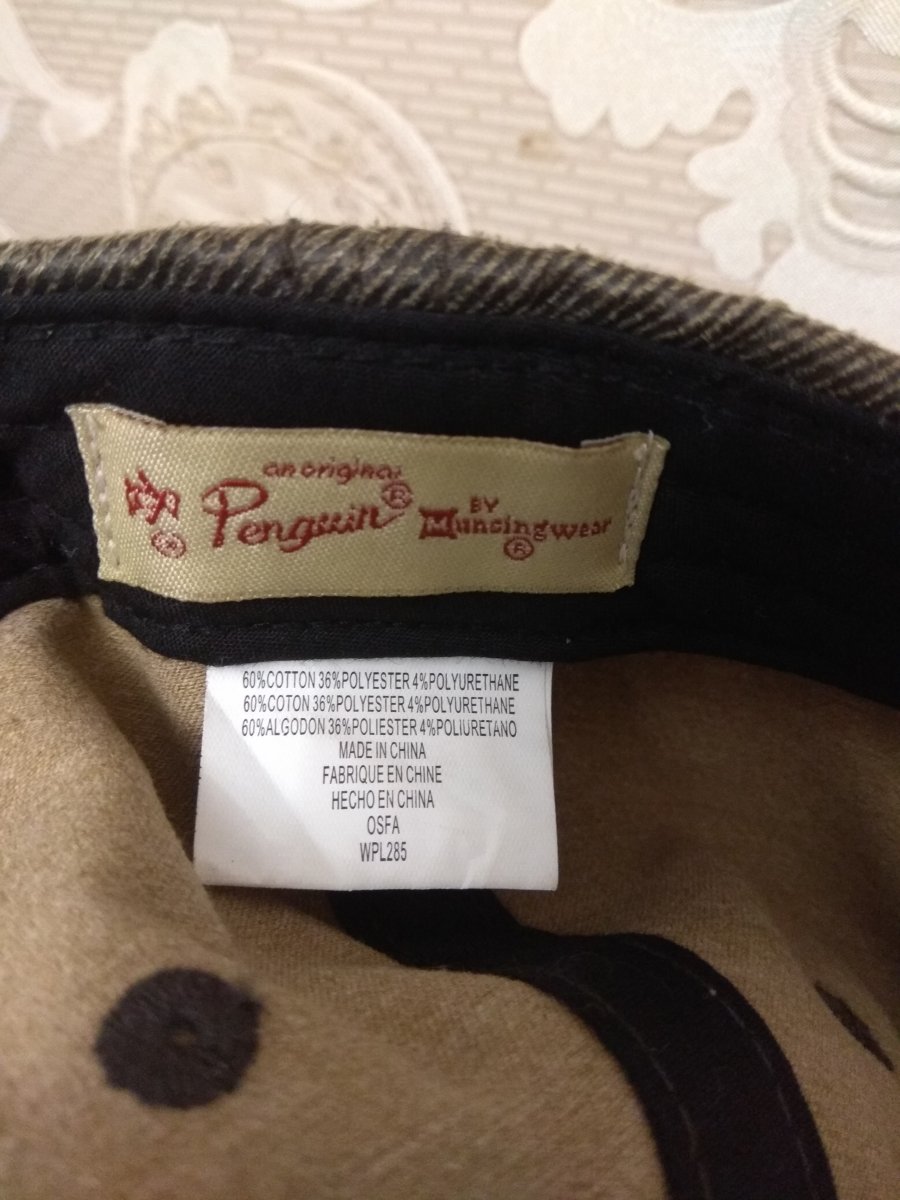 an original
Penguin®
BY
Munsingwear
®
60%COTTON 36%POLYESTER 4%POLYURETHANE
60%COTON 36%POLYESTER 4%POLYURETHANE
60%ALGODON 36%POLIESTER 4%POLIURETANO
MADE IN CHINA
FABRIQUE EN CHINE
HECHO EN CHINA
OSFA
WPL285